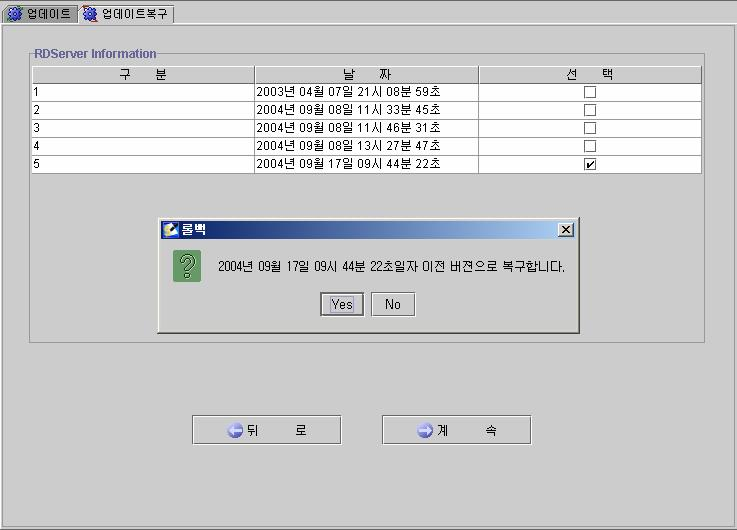 업데이트 업데이트복구
RDServer Information
구 분 날 짜 선 택
1 2003년 04월 07일 21시 08분 59초
2 2004년 09월 08일 11시 33분 45초
3 2004년 09월 08일 11시 46분 31초
4 2004년 09월 08일 13시 27분 47초
5 2004년 09월 17일 09시 44분 22초
롤백
2004년 09월 17일 09시 44분 22초일자 이전 버젼으로 복구합니다.
Yes No
뒤 로 계 속